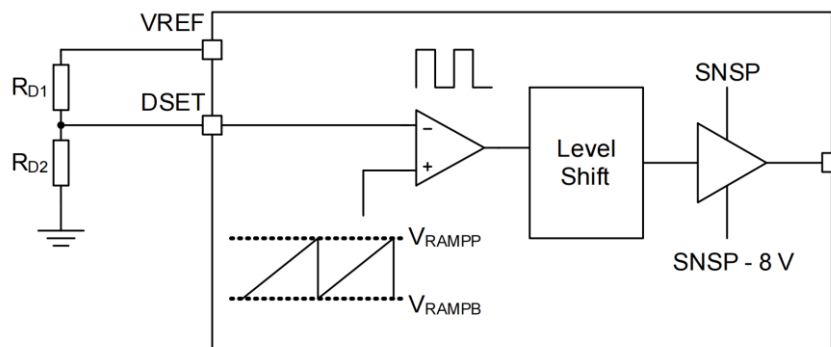 VREF
RD1
DSET
RD2
−
+
Level
Shift
SNSP
SNSP - 8 V
VRAMPP
VRAMPB